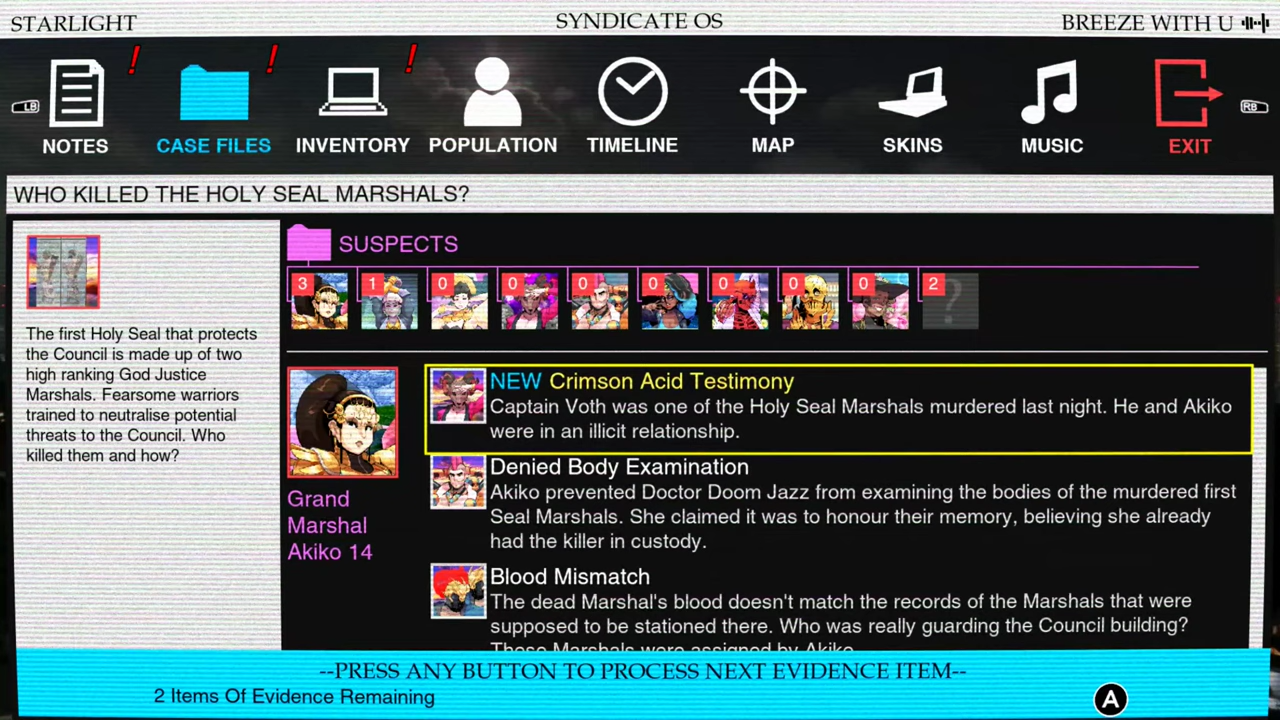 STARLIGHT
SYNDICATE OS
BREEZE WITH U
! ! !
LB
RB
NOTES
CASE FILES
INVENTORY
POPULATION
TIMELINE
MAP
SKINS
MUSIC
EXIT
WHO KILLED THE HOLY SEAL MARSHALS?
SUSPECTS
3 1 0 0 0 0 0 0 0 2
?
The first Holy Seal that protects
the Council is made up of two
high ranking God Justice
Marshals. Fearsome warriors
trained to neutralise potential
threats to the Council. Who
killed them and how?
Grand
Marshal
Akiko 14
NEW Crimson Acid Testimony
Captain Voth was one of the Holy Seal Marshals murdered last night. He and Akiko
were in an illicit relationship.
Denied Body Examination
Akiko prevented Doctor Doom Jazz from examining the bodies of the murdered first
Seal Marshals. She claimed it was to honour their memory, believing she already
had the killer in custody.
Blood Mismatch
The dead Marshal's blood doesn't match the records of the Marshals that were
supposed to be stationed there. Who was really guarding the Council building?
These Marshals were assigned by Akiko.
--PRESS ANY BUTTON TO PROCESS NEXT EVIDENCE ITEM--
2 Items Of Evidence Remaining
A